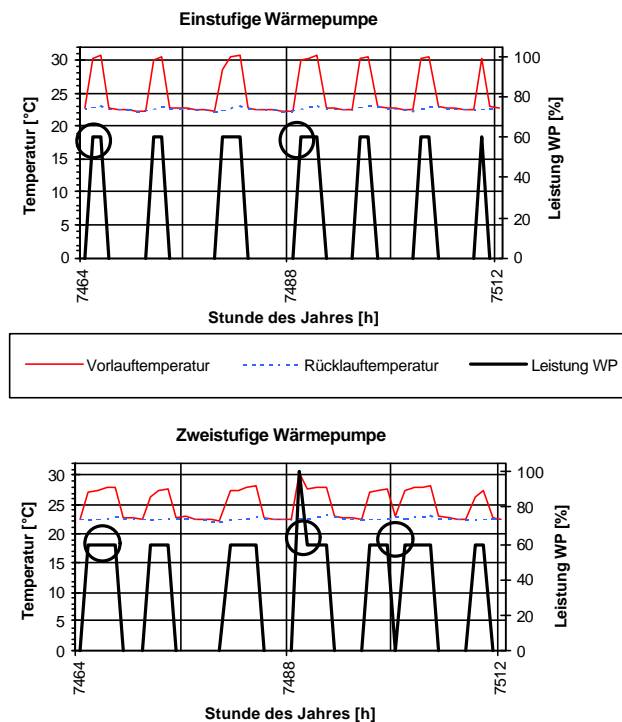 Einstufige Wärmepumpe
Temperatur [°C]
30
25
20
15
10
5
0
100
80
60
40
20
0
Leistung WP [%]
7464
7488
7512
Stunde des Jahres [h]
Vorlauftemperatur
Rücklauftemperatur
Leistung WP
Zweistufige Wärmepumpe
Temperatur [°C]
30
25
20
15
10
5
0
100
80
60
40
20
0
Leistung WP [%]
7464
7488
7512
Stunde des Jahres [h]